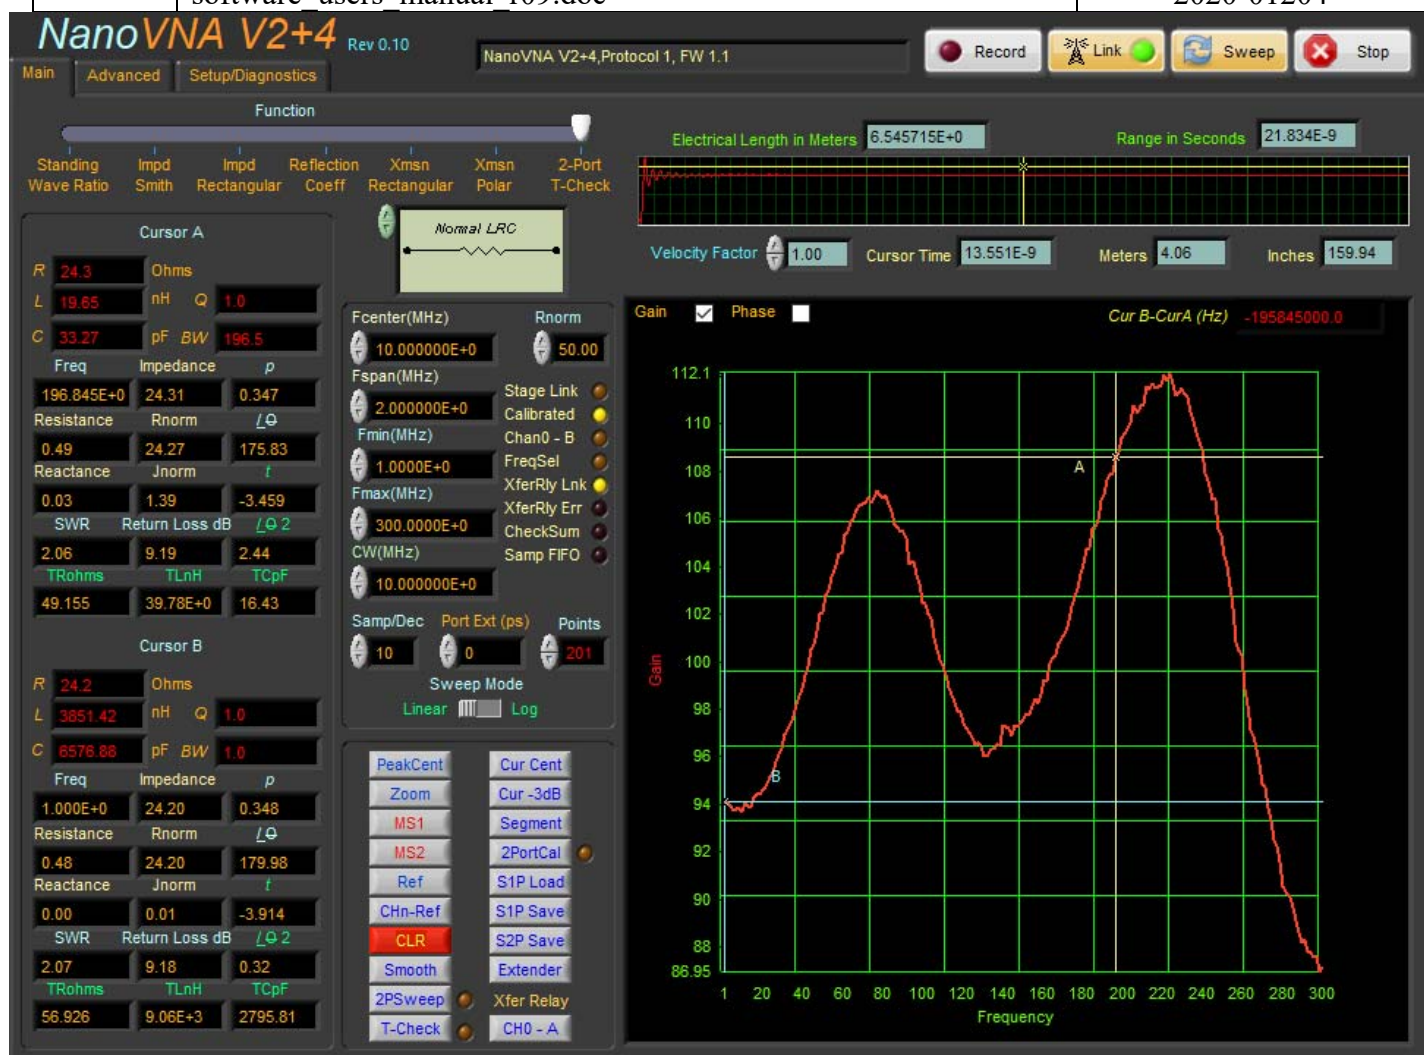 software_users_manual_109.doc
2020-01204
NanoVNA V2+4 Rev 0.10
NanoVNA V2+4,Protocol 1, FW 1.1
Record
Link
Sweep
Stop
Main
Advanced
Setup/Diagnostics
Function
Standing Wave Ratio
Impd Smith
Impd Rectangular
Reflection Coeff
Xmsn Rectangular
Xmsn Polar
2-Port T-Check
Electrical Length in Meters 6.545715E+0
Range in Seconds 21.834E-9
Velocity Factor 1.00
Cursor Time 13.551E-9
Meters 4.06
Inches 159.94
Cursor A
R 24.3 Ohms
L 19.65 nH Q 1.0
C 33.27 pF BW 196.5
Freq Impedance p
196.845E+0 24.31 0.347
Resistance Rnorm /Θ
0.49 24.27 175.83
Reactance Jnorm t
0.03 1.39 -3.459
SWR Return Loss dB /Θ 2
2.06 9.19 2.44
TRohms TLnH TCpF
49.155 39.78E+0 16.43
Cursor B
R 24.2 Ohms
L 3851.42 nH Q 1.0
C 6576.88 pF BW 1.0
Freq Impedance p
1.000E+0 24.20 0.348
Resistance Rnorm /Θ
0.48 24.20 179.98
Reactance Jnorm t
0.00 0.01 -3.914
SWR Return Loss dB /Θ 2
2.07 9.18 0.32
TRohms TLnH TCpF
56.926 9.06E+3 2795.81
Normal LRC
Fcenter(MHz) Rnorm
10.000000E+0 50.00
Fspan(MHz)
2.000000E+0
Fmin(MHz)
1.0000E+0
Fmax(MHz)
300.0000E+0
CW(MHz)
10.000000E+0
Stage Link
Calibrated
Chan0 - B
FreqSel
XferRly Lnk
XferRly Err
CheckSum
Samp FIFO
Samp/Dec Port Ext (ps) Points
10 0 201
Sweep Mode
Linear Log
PeakCent Cur Cent
Zoom Cur -3dB
MS1 Segment
MS2 2PortCal
Ref S1P Load
CHn-Ref S1P Save
CLR S2P Save
Smooth Extender
2PSweep Xfer Relay
T-Check CH0 - A
Gain Phase
Cur B-CurA (Hz) -195845000.0
112.1
110
108
106
104
102
100
98
96
94
92
90
88
86.95
Gain
A
B
1 20 40 60 80 100 120 140 160 180 200 220 240 260 280 300
Frequency